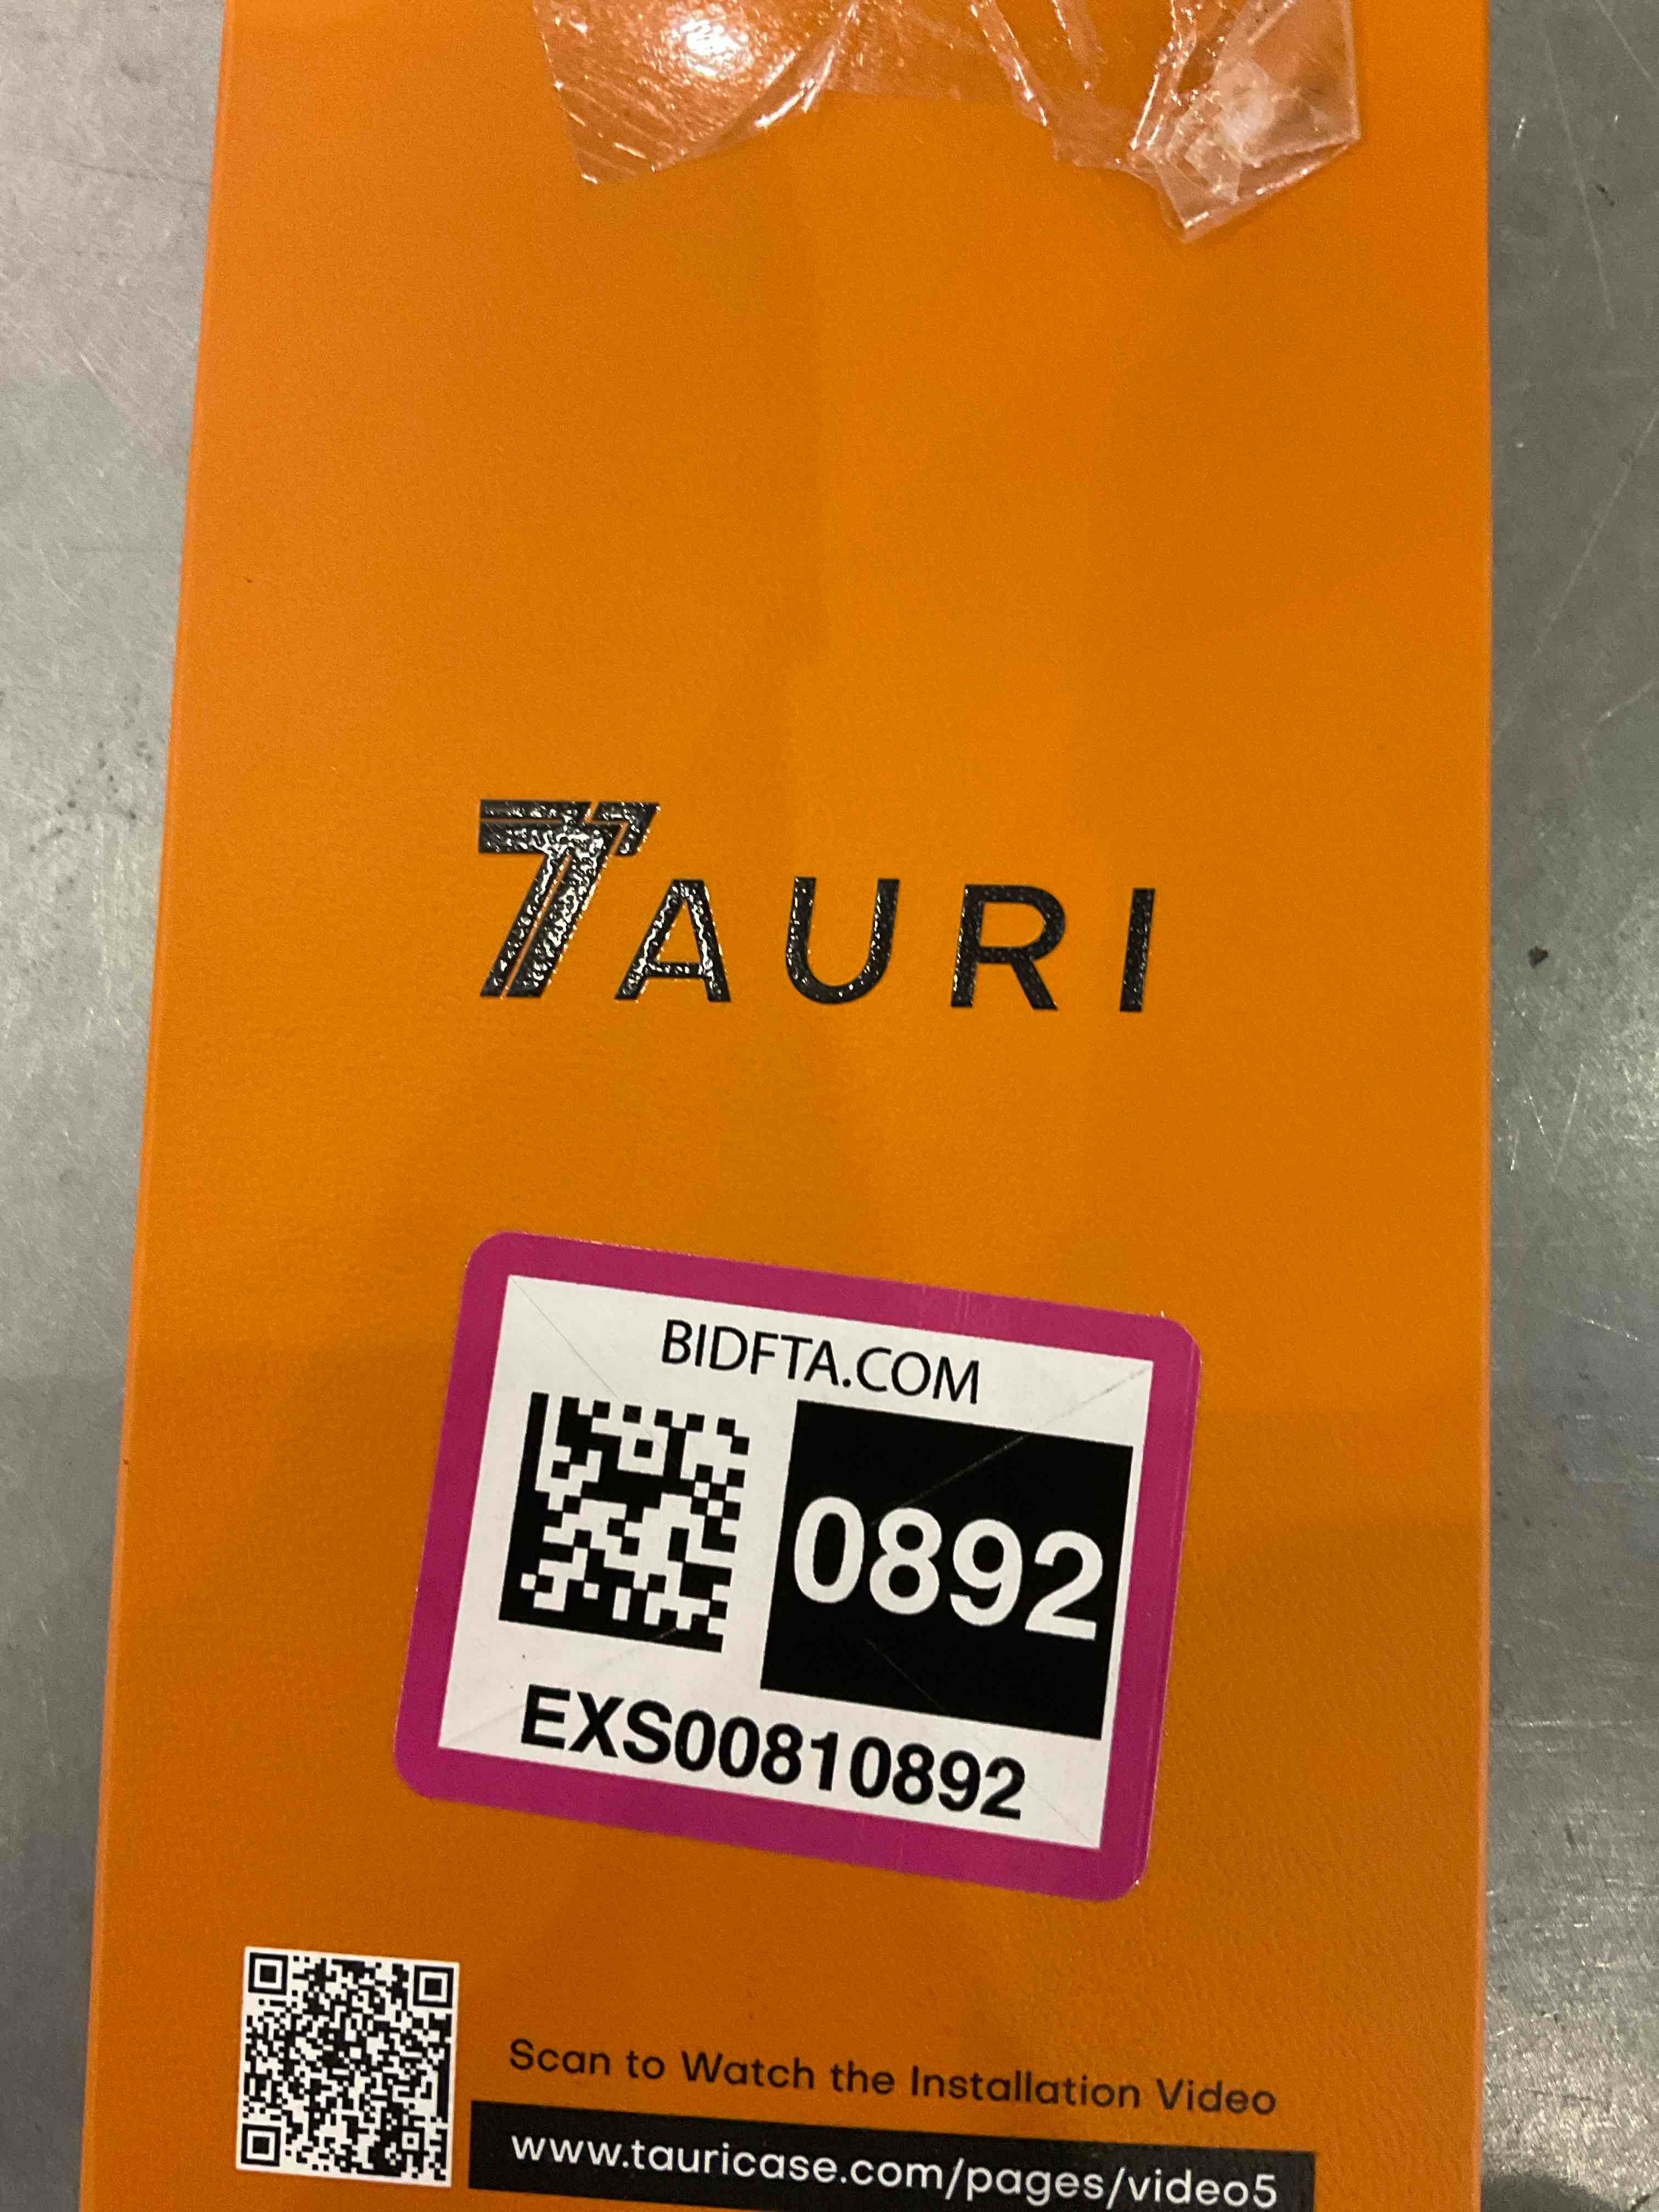 TAURI
BIDFTA.COM
0892
EXS00810892
Scan to Watch the Installation Video
www.tauricase.com/pages/video5